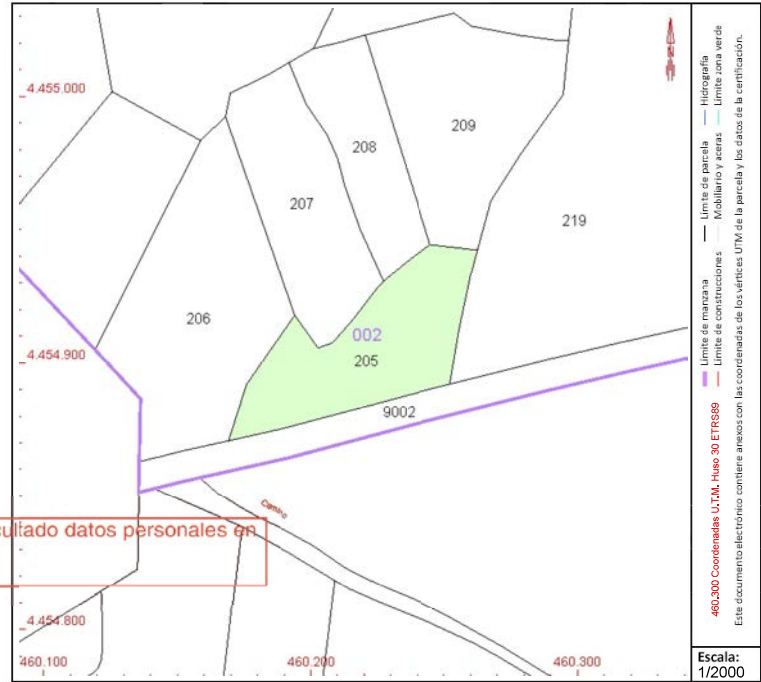 4.455.000
209
208
207
219
206
002
4.454.900
205
9002
Camino
cultado datos personales en
4.454.800
460.100
460.200
460.300
Límite de manzana
Límite de parcela
Hidrografía
Límite de construcciones
Mobiliario y aceras
Límite zona verde
460.300 Coordenadas U.T.M. Huso 30 ETRS89
Este documento electrónico contiene anexos con las coordenadas de los vértices UTM de la parcela y los datos de la certificación.
Escala:
1/2000